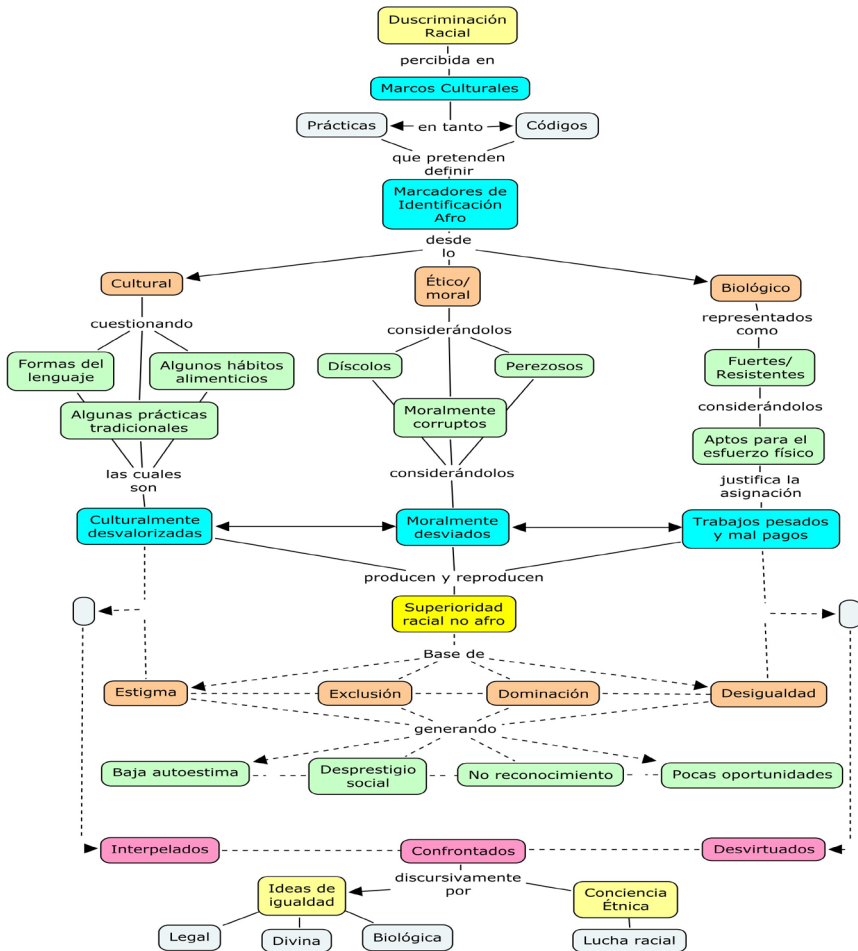 Duscriminación
Racial
percibida en
Marcos Culturales
Prácticas
en tanto
Códigos
que pretenden
definir
Marcadores de
Identificación
Afro
desde
lo
Cultural
Ético/
moral
Biológico
cuestionando
considerándolos
representados
como
Formas del
lenguaje
Algunos hábitos
alimenticios
Algunas prácticas
tradicionales
Díscolos
Perezosos
Moralmente
corruptos
Fuertes/
Resistentes
considerándolos
Aptos para el
esfuerzo físico
las cuales
son
considerándolos
justifica la
asignación
Culturalmente
desvalorizadas
Moralmente
desviados
Trabajos pesados
y mal pagos
producen y reproducen
Superioridad
racial no afro
Base de
Estigma
Exclusión
Dominación
Desigualdad
generando
Baja autoestima
Desprestigio
social
No reconocimiento
Pocas oportunidades
Interpelados
Confrontados
Desvirtuados
discursivamente
por
Ideas de
igualdad
Conciencia
Étnica
Legal
Divina
Biológica
Lucha racial